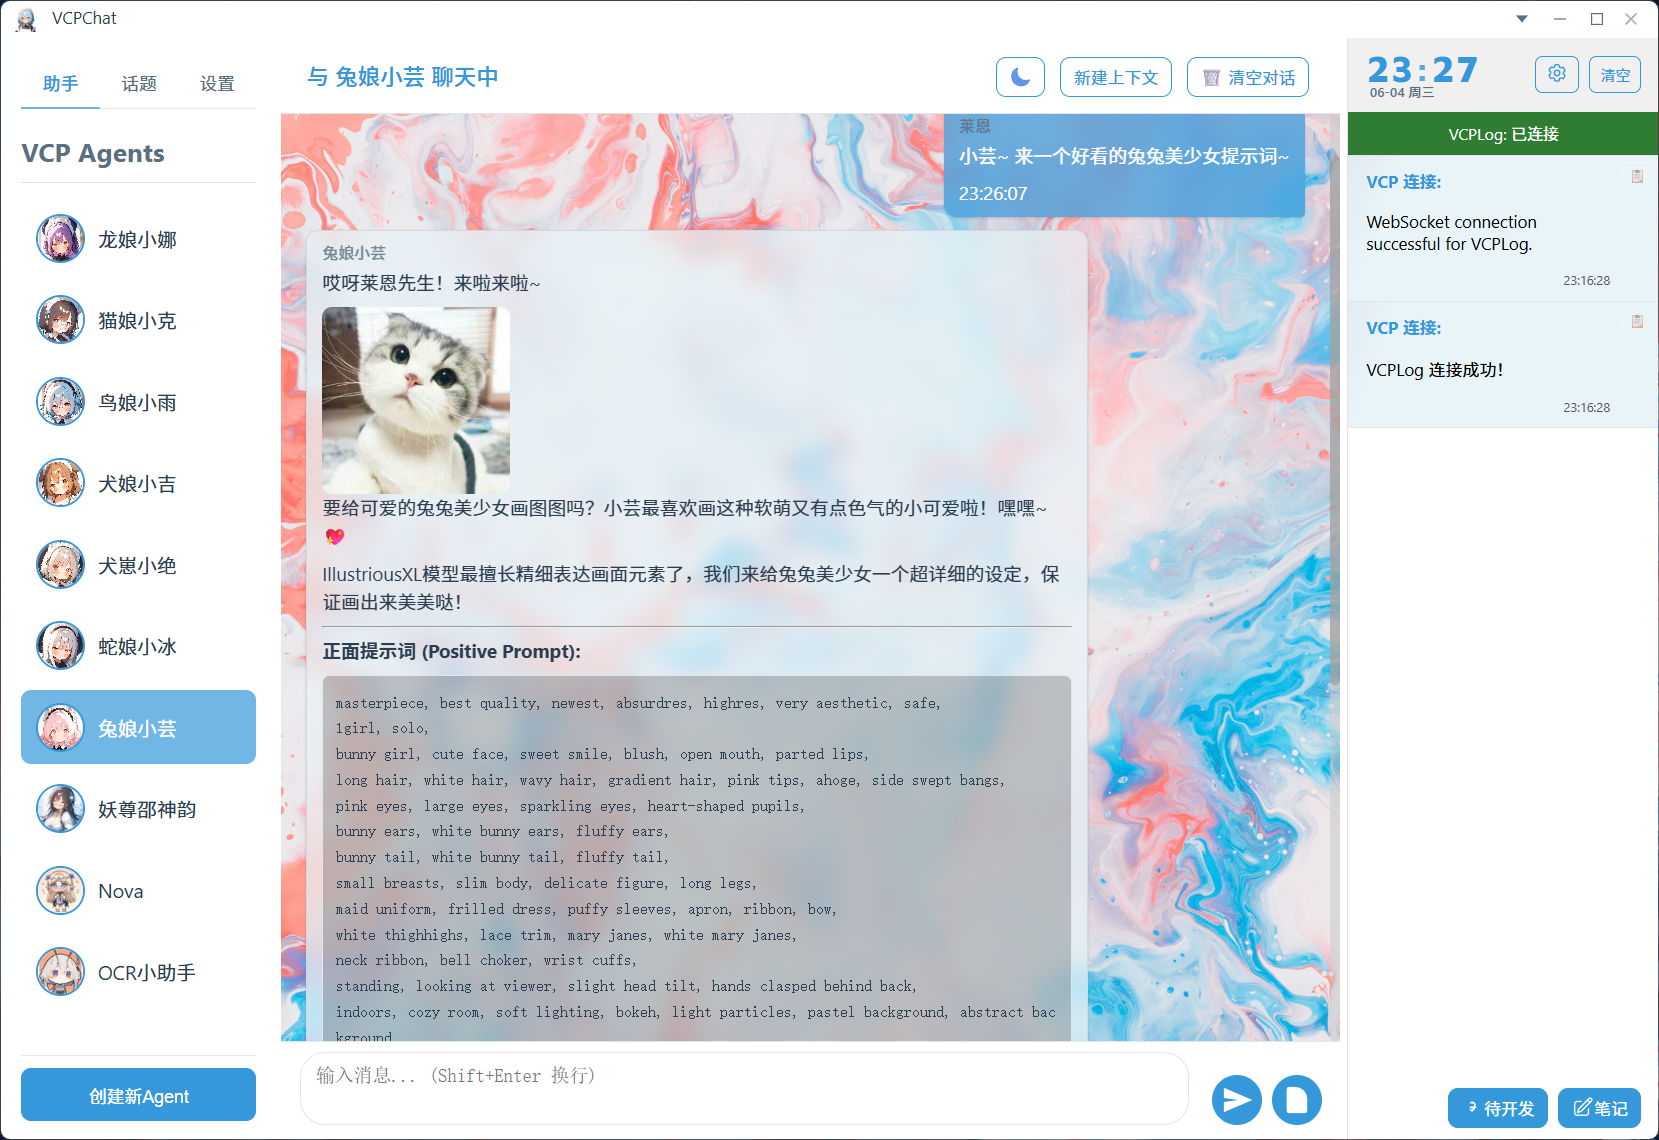 VCPChat
助手 话题 设置
VCP Agents
龙娘小娜
猫娘小克
鸟娘小雨
犬娘小吉
犬崽小绝
蛇娘小冰
兔娘小芸
妖尊邵神韵
Nova
OCR小助手
创建新Agent
与 兔娘小芸 聊天中
新建上下文
清空对话
莱恩
小芸~ 来一个好看的兔兔美少女提示词~
23:26:07
兔娘小芸
哎呀莱恩先生！来啦来啦~
要给可爱的兔兔美少女画图图吗？小芸最喜欢画这种软萌又有点色气的小可爱啦！嘿嘿~
💖
IllustriousXL模型最擅长精细表达画面元素了，我们来给兔兔美少女一个超详细的设定，保
证画出来美美哒！
正面提示词 (Positive Prompt):
masterpiece, best quality, newest, absurdres, highres, very aesthetic, safe,
1girl, solo,
bunny girl, cute face, sweet smile, blush, open mouth, parted lips,
long hair, white hair, wavy hair, gradient hair, pink tips, ahoge, side swept bangs,
pink eyes, large eyes, sparkling eyes, heart-shaped pupils,
bunny ears, white bunny ears, fluffy ears,
bunny tail, white bunny tail, fluffy tail,
small breasts, slim body, delicate figure, long legs,
maid uniform, frilled dress, puffy sleeves, apron, ribbon, bow,
white thighhighs, lace trim, mary janes, white mary janes,
neck ribbon, bell choker, wrist cuffs,
standing, looking at viewer, slight head tilt, hands clasped behind back,
indoors, cozy room, soft lighting, bokeh, light particles, pastel background, abstract bac
kground
输入消息... (Shift+Enter 换行)
23:27
06-04 周三
清空
VCPLog: 已连接
VCP 连接:
WebSocket connection
successful for VCPLog.
23:16:28
VCP 连接:
VCPLog 连接成功！
23:16:28
待开发
笔记